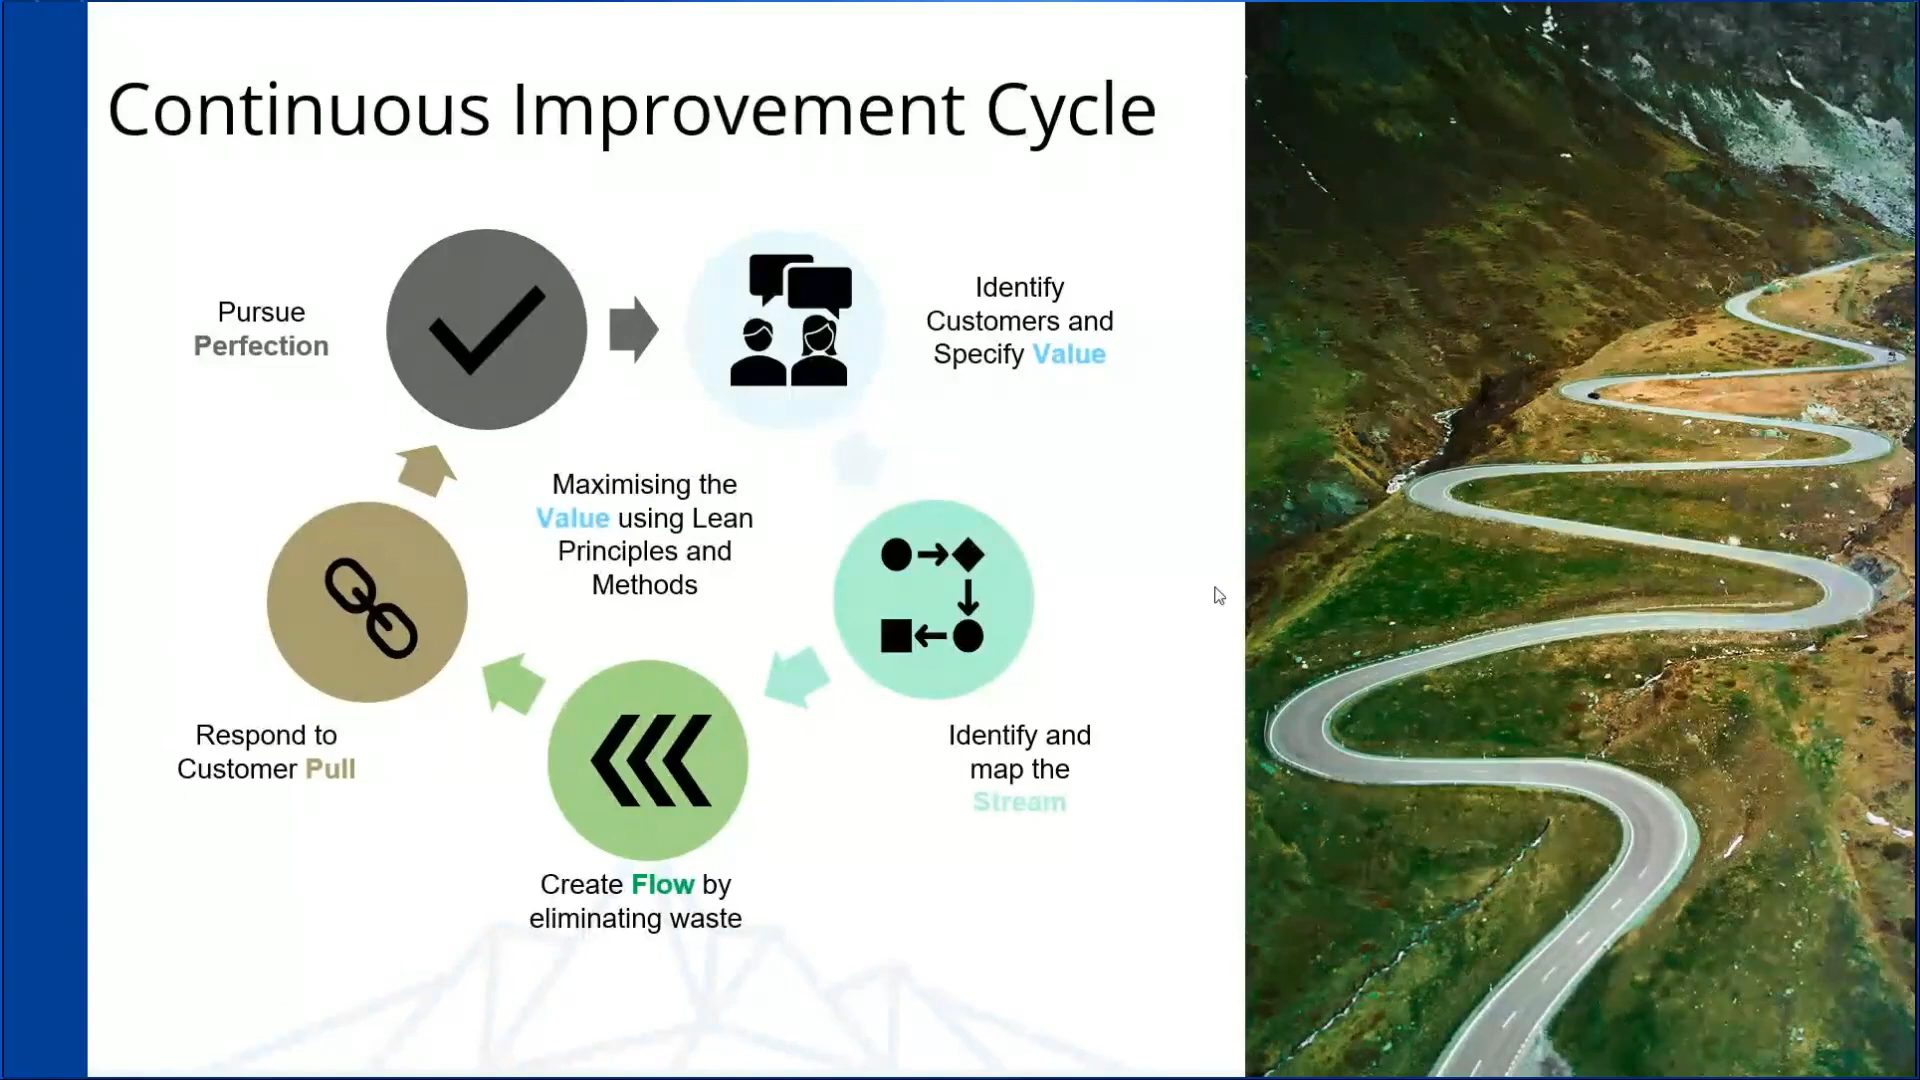 Continuous Improvement Cycle
Pursue
Perfection
Identify
Customers and
Specify Value
Maximising the
Value using Lean
Principles and
Methods
Respond to
Customer Pull
Identify and
map the
Stream
Create Flow by
eliminating waste